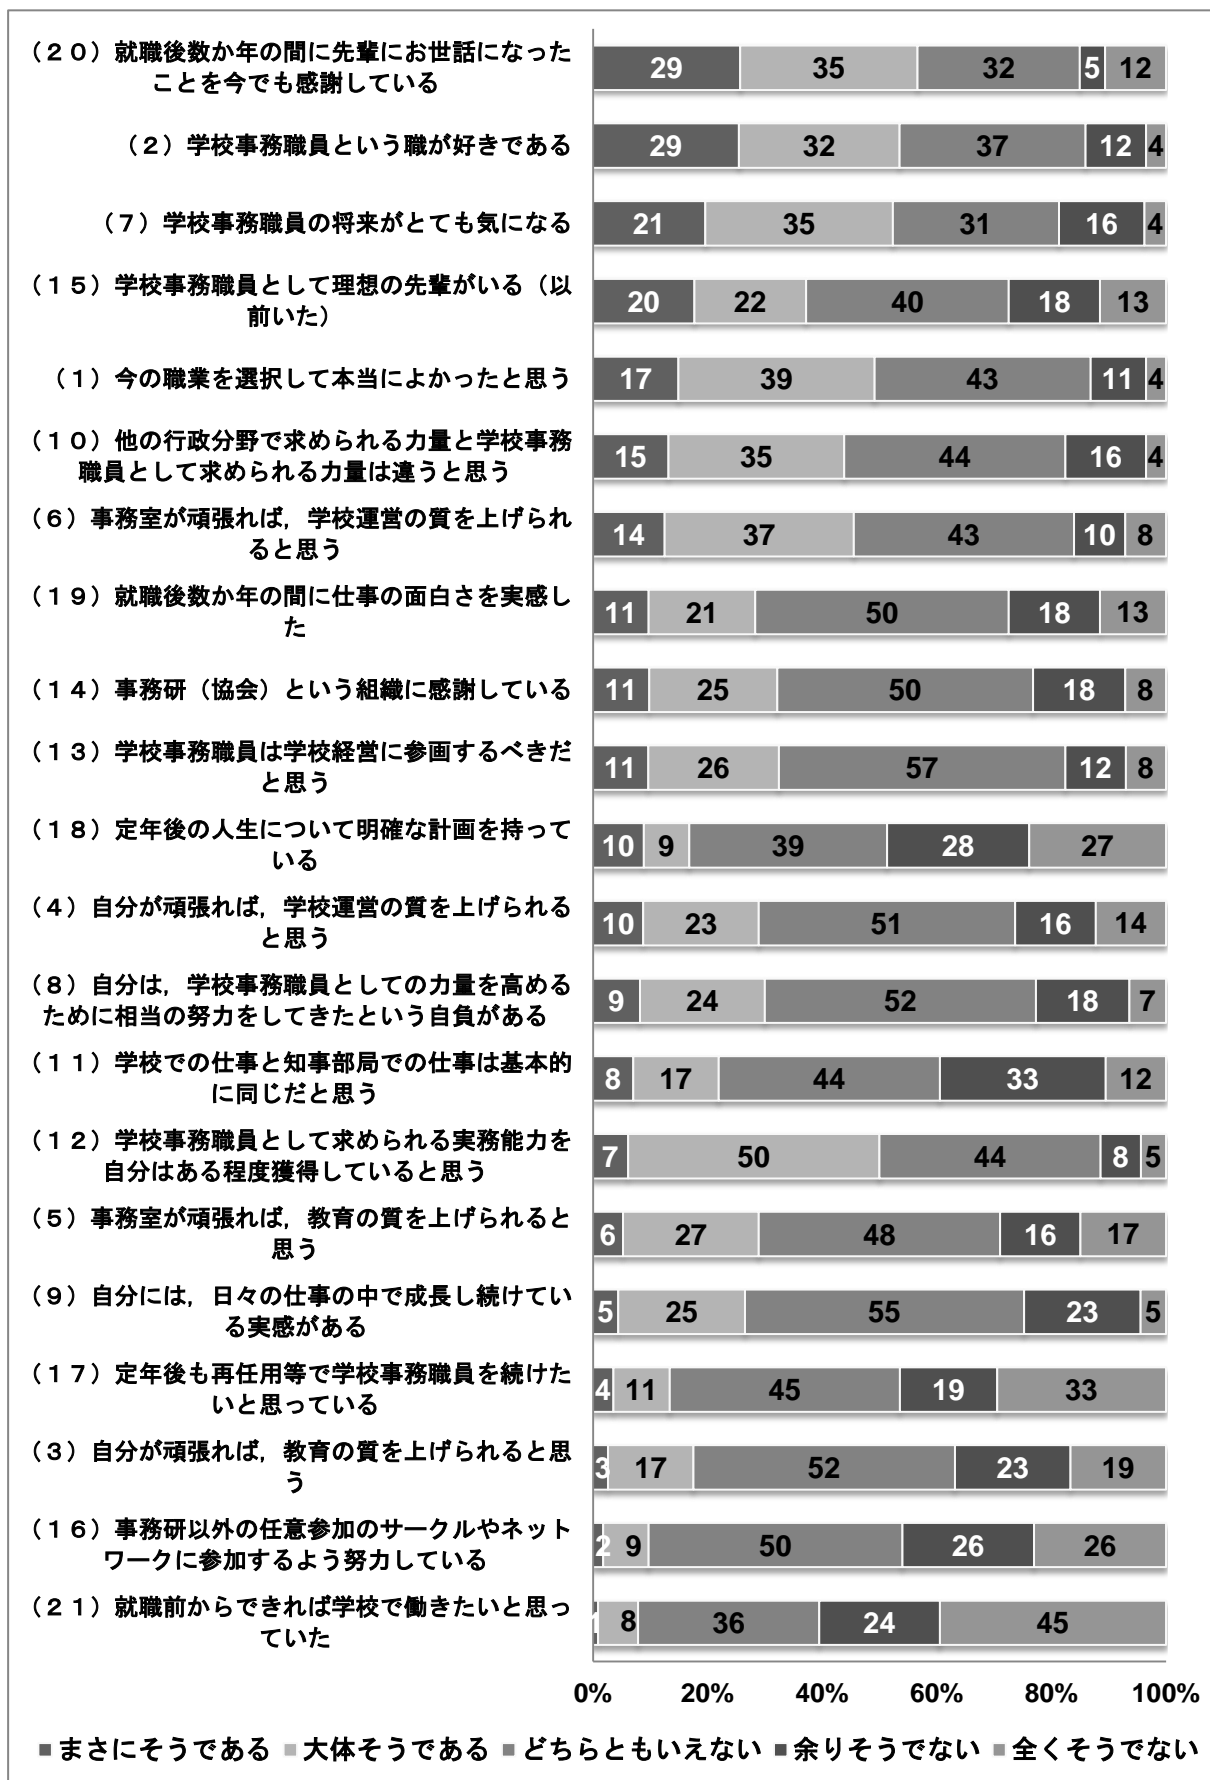 （２０）就職後数か年の間に先輩にお世話になった
ことを今でも感謝している
29 35 32 5 12
（２）学校事務職員という職が好きである
29 32 37 12 4
（７）学校事務職員の将来がとても気になる
21 35 31 16 4
（１５）学校事務職員として理想の先輩がいる（以
前いた）
20 22 40 18 13
（１）今の職業を選択して本当によかったと思う
17 39 43 11 4
（１０）他の行政分野で求められる力量と学校事務
職員として求められる力量は違うと思う
15 35 44 16 4
（６）事務室が頑張れば，学校運営の質を上げられ
ると思う
14 37 43 10 8
（１９）就職後数か年の間に仕事の面白さを実感し
た
11 21 50 18 13
（１４）事務研（協会）という組織に感謝している
11 25 50 18 8
（１３）学校事務職員は学校経営に参画するべきだ
と思う
11 26 57 12 8
（１８）定年後の人生について明確な計画を持って
いる
10 9 39 28 27
（４）自分が頑張れば，学校運営の質を上げられる
と思う
10 23 51 16 14
（８）自分は，学校事務職員としての力量を高める
ために相当の努力をしてきたという自負がある
9 24 52 18 7
（１１）学校での仕事と知事部局での仕事は基本的
に同じだと思う
8 17 44 33 12
（１２）学校事務職員として求められる実務能力を
自分はある程度獲得していると思う
7 50 44 8 5
（５）事務室が頑張れば，教育の質を上げられると
思う
6 27 48 16 17
（９）自分には，日々の仕事の中で成長し続けてい
る実感がある
5 25 55 23 5
（１７）定年後も再任用等で学校事務職員を続けた
いと思っている
4 11 45 19 33
（３）自分が頑張れば，教育の質を上げられると思
う
3 17 52 23 19
（１６）事務研以外の任意参加のサークルやネット
ワークに参加するよう努力している
2 9 50 26 26
（２１）就職前からできれば学校で働きたいと思っ
ていた
1 8 36 24 45
0% 20% 40% 60% 80% 100%
まさにそうである 大体そうである どちらともいえない 余りそうでない 全くそうでない